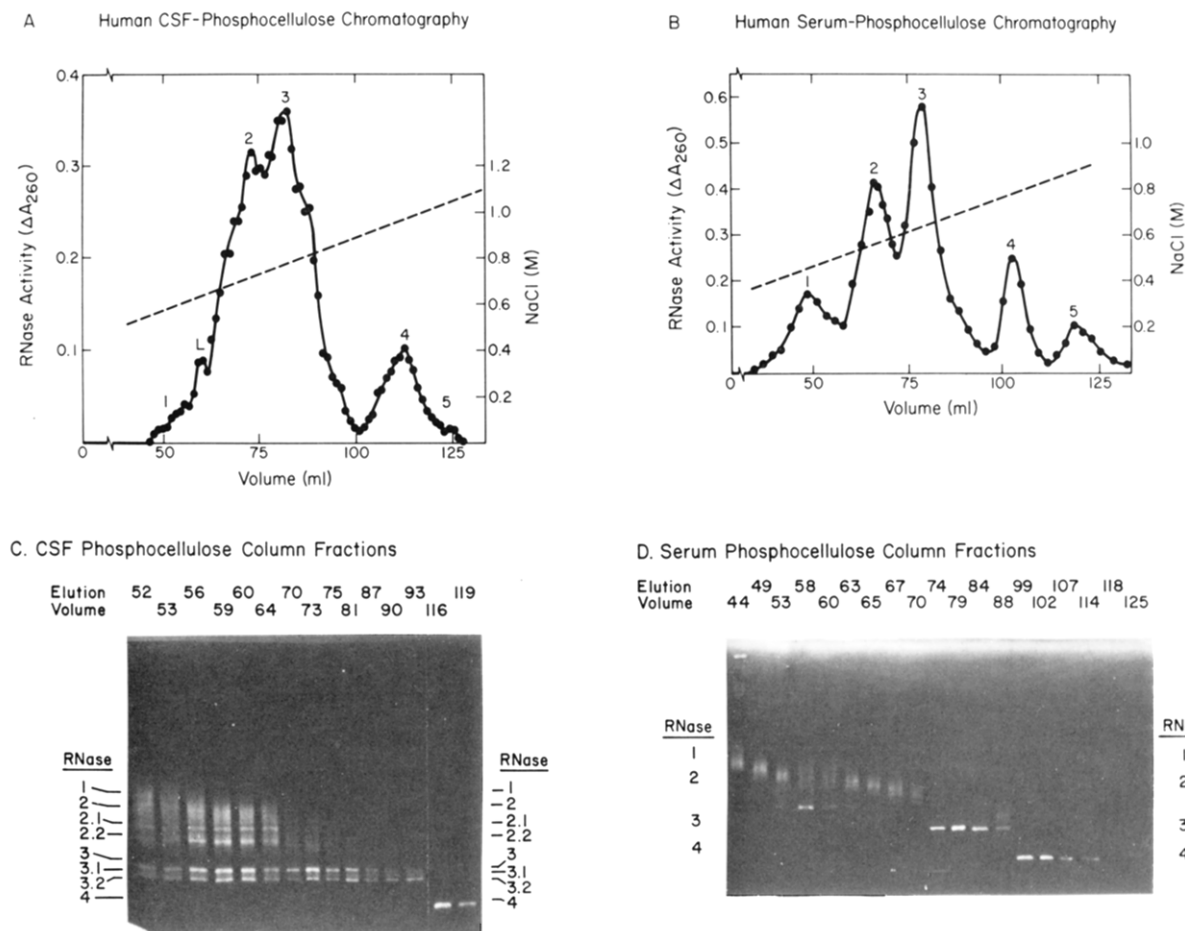 A Human CSF-Phosphocellulose Chromatography
0.4
0.3
0.2
0.1
RNase Activity (ΔA260)
1
L
2
3
4
5
1.2
1.0
0.8
0.6
0.4
0.2
NaCl (M)
0 50 75 100 125
Volume (ml)
B Human Serum-Phosphocellulose Chromatography
0.6
0.5
0.4
0.3
0.2
0.1
RNase Activity (ΔA260)
1
2
3
4
5
1.0
0.8
0.6
0.4
0.2
NaCl (M)
0 50 75 100 125
Volume (ml)
C. CSF Phosphocellulose Column Fractions
Elution 52 56 60 70 75 87 93 119
Volume 53 59 64 73 81 90 116
RNase
1
2
2.1
2.2
3
3.1
3.2
4
RNase
1
2
2.1
2.2
3
3.1
3.2
4
D. Serum Phosphocellulose Column Fractions
Elution 49 58 63 67 74 84 99 107 118
Volume 44 53 60 65 70 79 88 102 114 125
RNase
1
2
3
4
RN
1
2
3
4